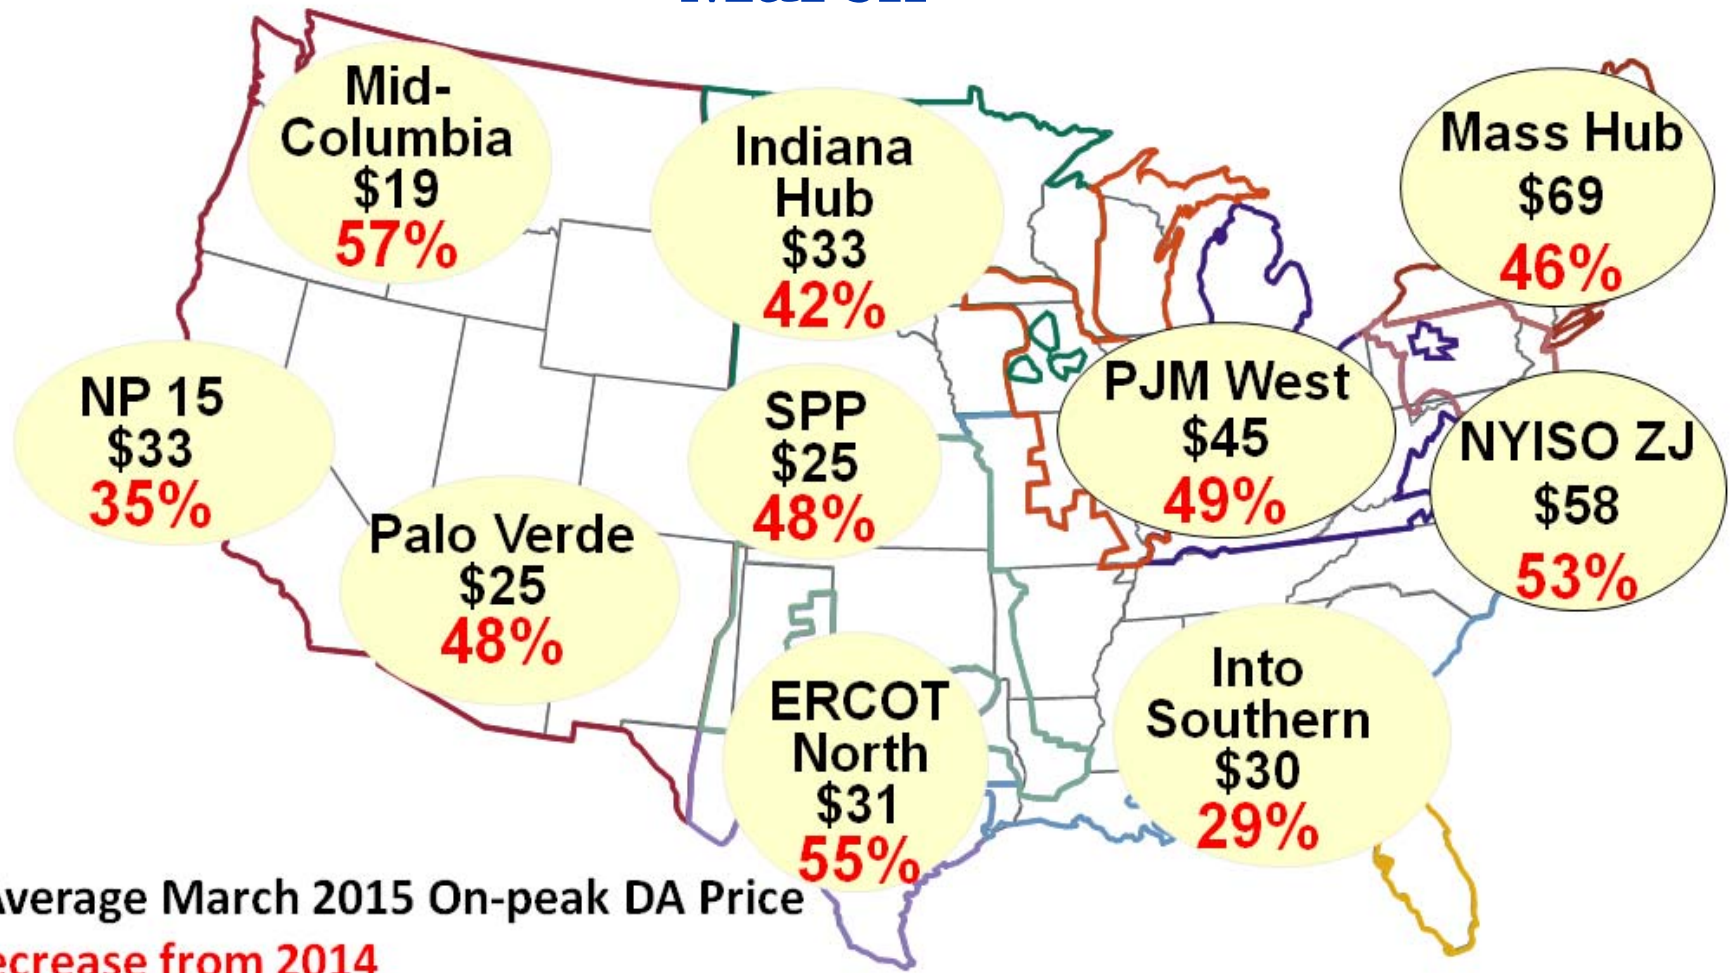 Mid-
Columbia
$19
57%
Indiana
Hub
$33
42%
Mass Hub
$69
46%
NP 15
$33
35%
SPP
$25
48%
PJM West
$45
49%
NYISO ZJ
$58
53%
Palo Verde
$25
48%
ERCOT
North
$31
55%
Into
Southern
$30
29%
Average March 2015 On-peak DA Price
ecrease from 2014